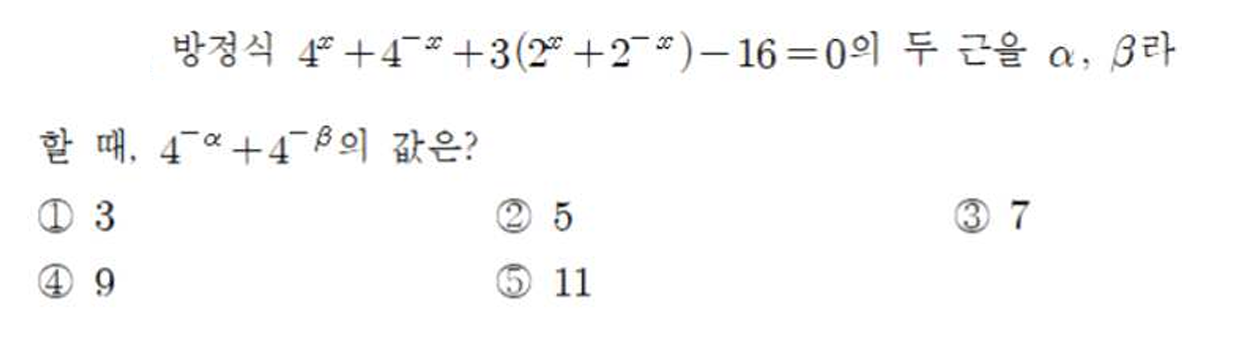 방정식 4^x + 4^{-x} + 3(2^x + 2^{-x}) - 16 = 0의 두 근을 α, β라
할 때, 4^{-α} + 4^{-β}의 값은?
① 3 ② 5 ③ 7
④ 9 ⑤ 11